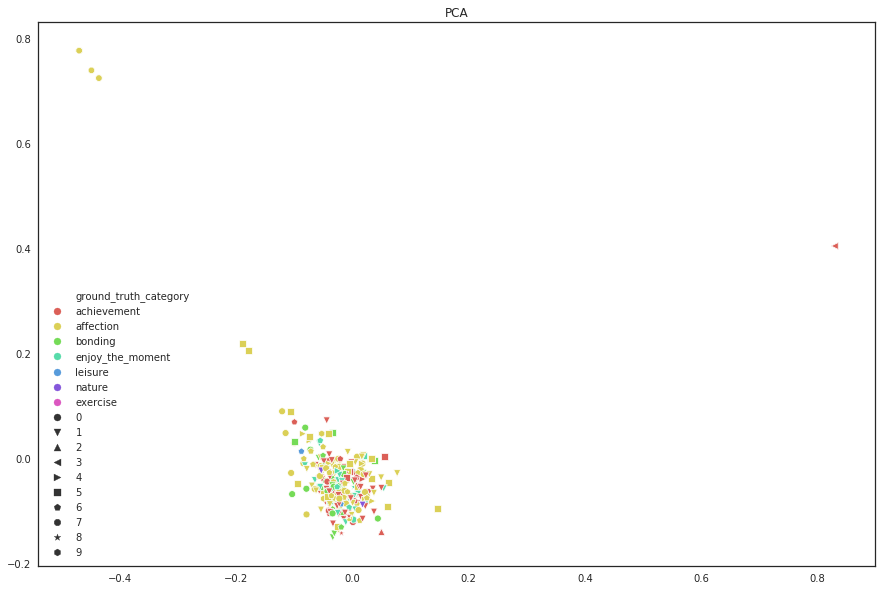 PCA
0.8
0.6
0.4
0.2
0.0
−0.2
ground_truth_category
achievement
affection
bonding
enjoy_the_moment
leisure
nature
exercise
0
1
2
3
4
5
6
7
8
9
−0.4 −0.2 0.0 0.2 0.4 0.6 0.8